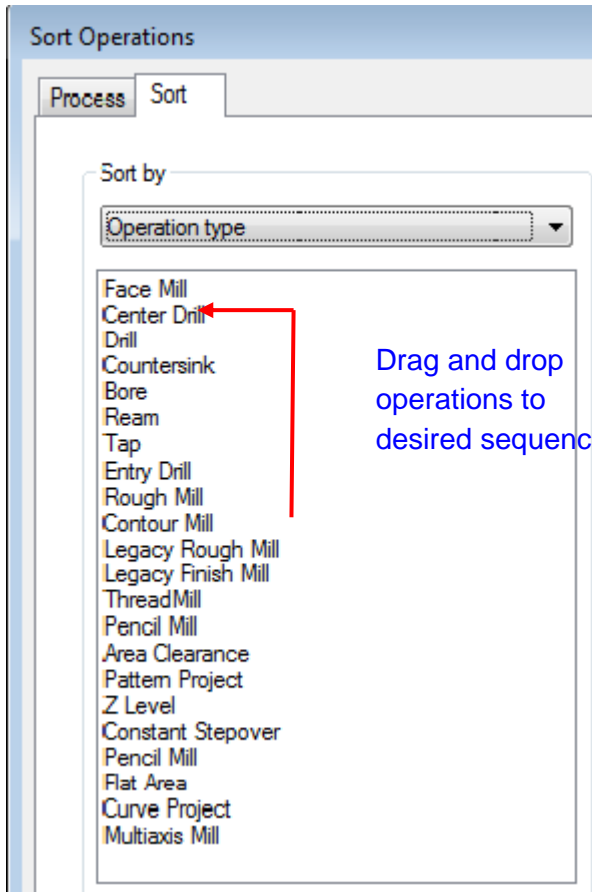 Sort Operations
Process Sort
Sort by
Operation type
Face Mill
Center Drill
Drill
Countersink
Bore
Ream
Tap
Entry Drill
Rough Mill
Contour Mill
Legacy Rough Mill
Legacy Finish Mill
ThreadMill
Pencil Mill
Area Clearance
Pattern Project
Z Level
Constant Stepover
Pencil Mill
Flat Area
Curve Project
Multiaxis Mill
Drag and drop
operations to
desired sequenc